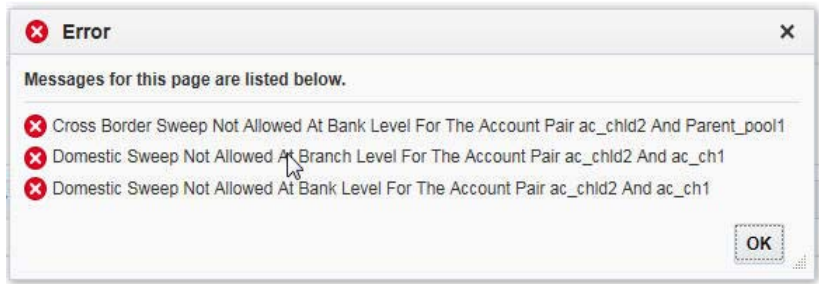 Error
Messages for this page are listed below.
Cross Border Sweep Not Allowed At Bank Level For The Account Pair ac_chld2 And Parent_pool1
Domestic Sweep Not Allowed At Branch Level For The Account Pair ac_chld2 And ac_ch1
Domestic Sweep Not Allowed At Bank Level For The Account Pair ac_chld2 And ac_ch1
OK